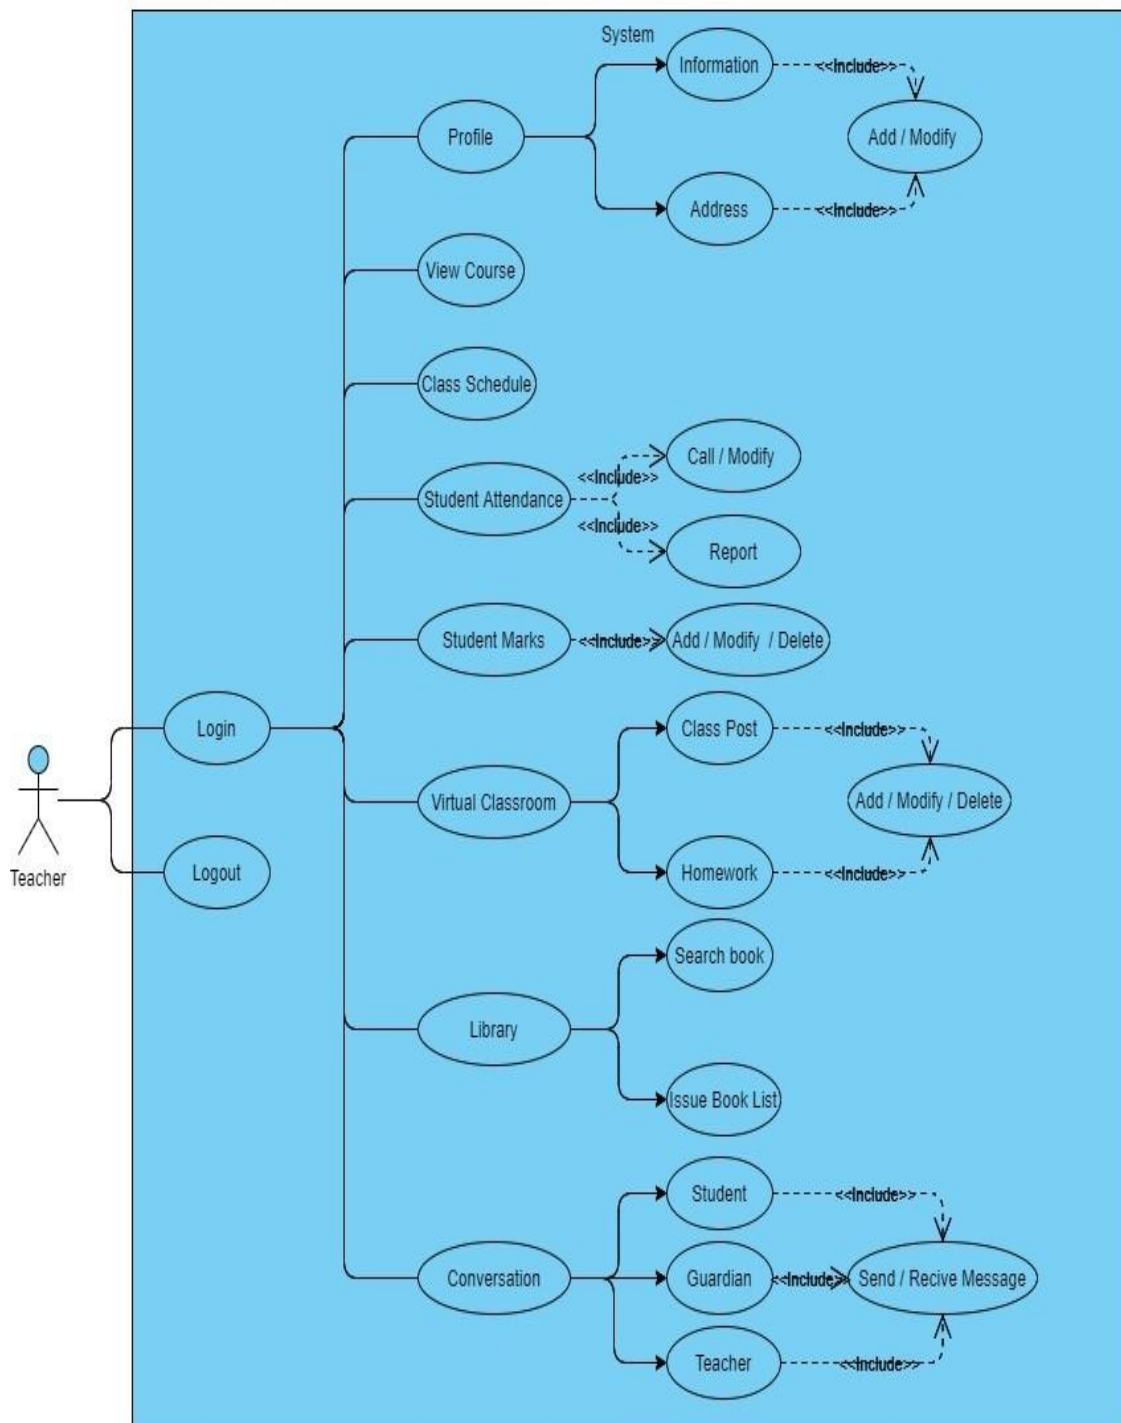 System
Information
<<Include>>
Profile
Add / Modify
Address
<<Include>>
View Course
Class Schedule
Call / Modify
<<Include>>
Student Attendance
<<Include>>
Report
Student Marks
<<Include>>
Add / Modify / Delete
Login
Class Post
<<Include>>
Virtual Classroom
Add / Modify / Delete
Teacher
Logout
Homework
<<Include>>
Search book
Library
Issue Book List
Student
<<Include>>
Conversation
Guardian
<<Include>>
Send / Recive Message
Teacher
<<Include>>